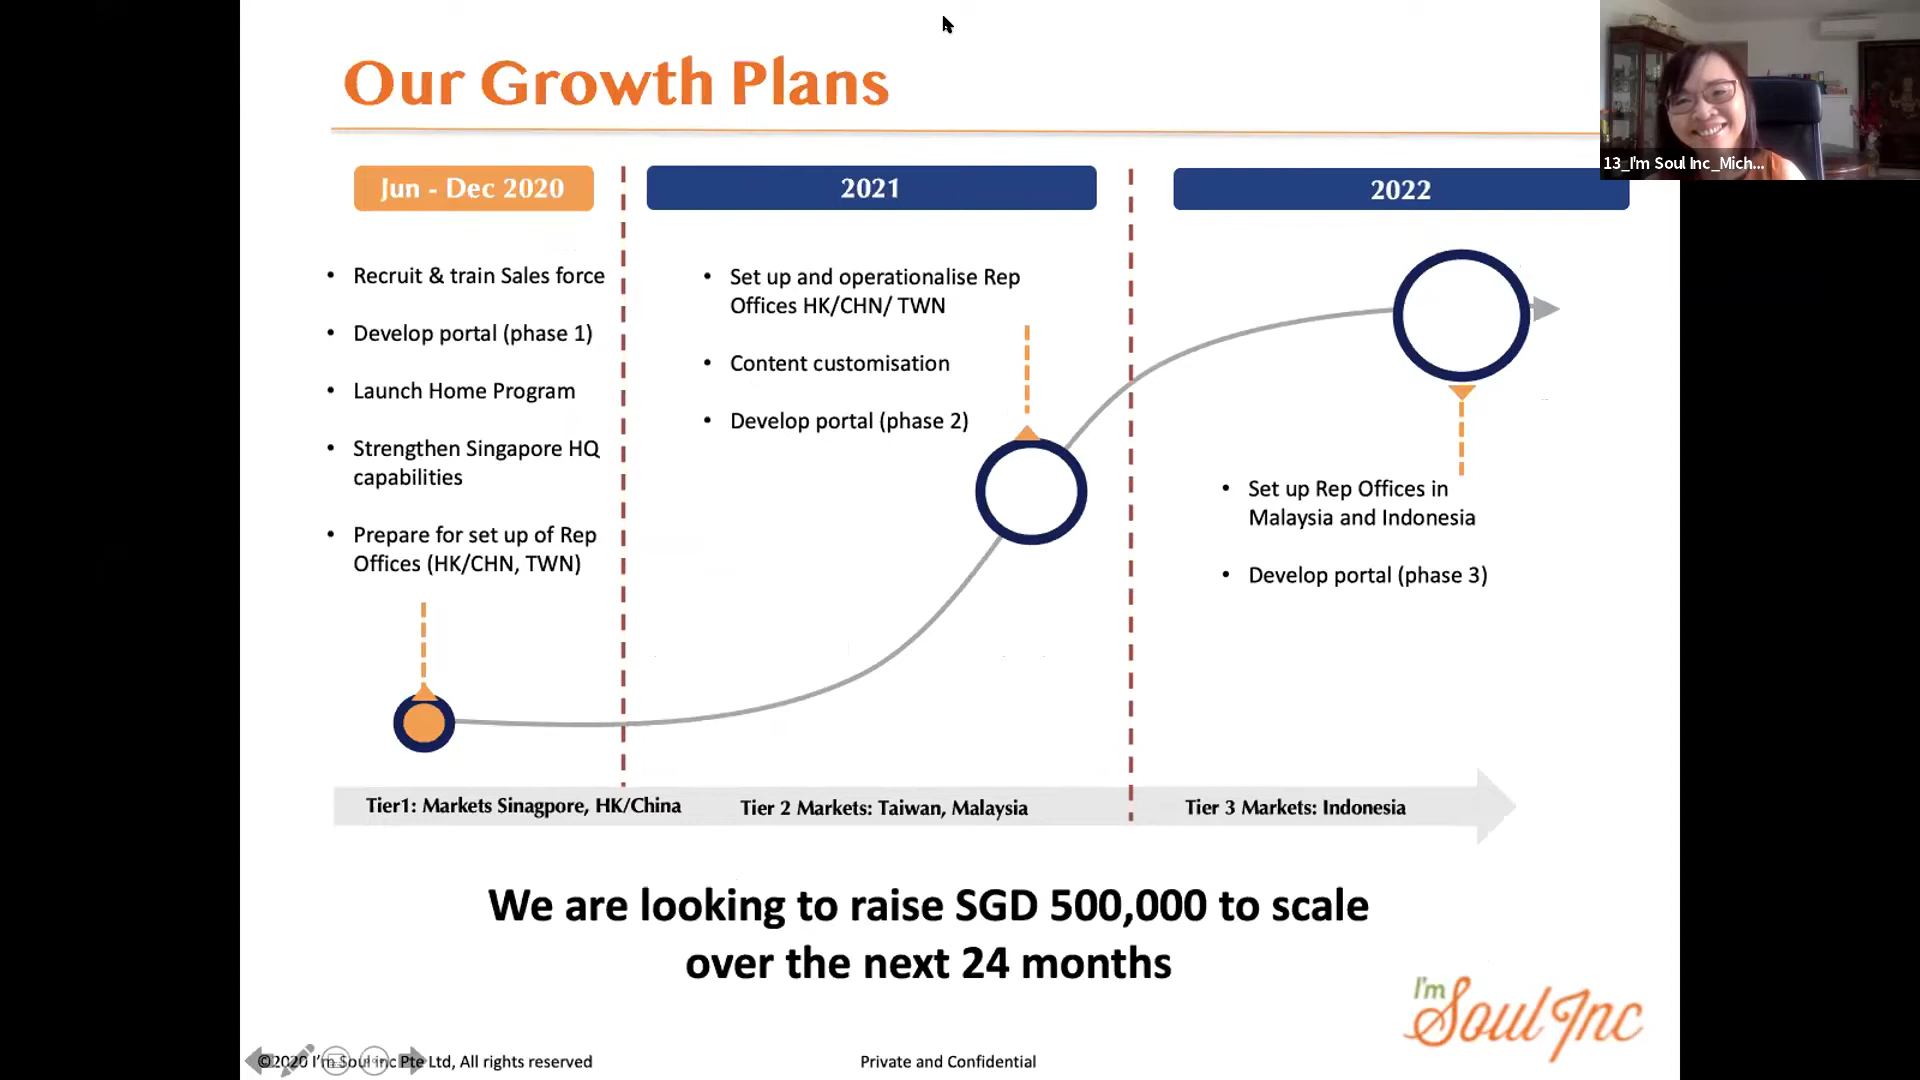 Our Growth Plans
13_I'm Soul Inc_Mich...
Jun - Dec 2020
2021
2022
• Recruit & train Sales force
• Develop portal (phase 1)
• Launch Home Program
• Strengthen Singapore HQ
capabilities
• Prepare for set up of Rep
Offices (HK/CHN, TWN)
• Set up and operationalise Rep
Offices HK/CHN/ TWN
• Content customisation
• Develop portal (phase 2)
• Set up Rep Offices in
Malaysia and Indonesia
• Develop portal (phase 3)
Tier1: Markets Sinagpore, HK/China
Tier 2 Markets: Taiwan, Malaysia
Tier 3 Markets: Indonesia
We are looking to raise SGD 500,000 to scale
over the next 24 months
I'm
Soul Inc
©2020 I'm Soul Inc Pte Ltd, All rights reserved
Private and Confidential